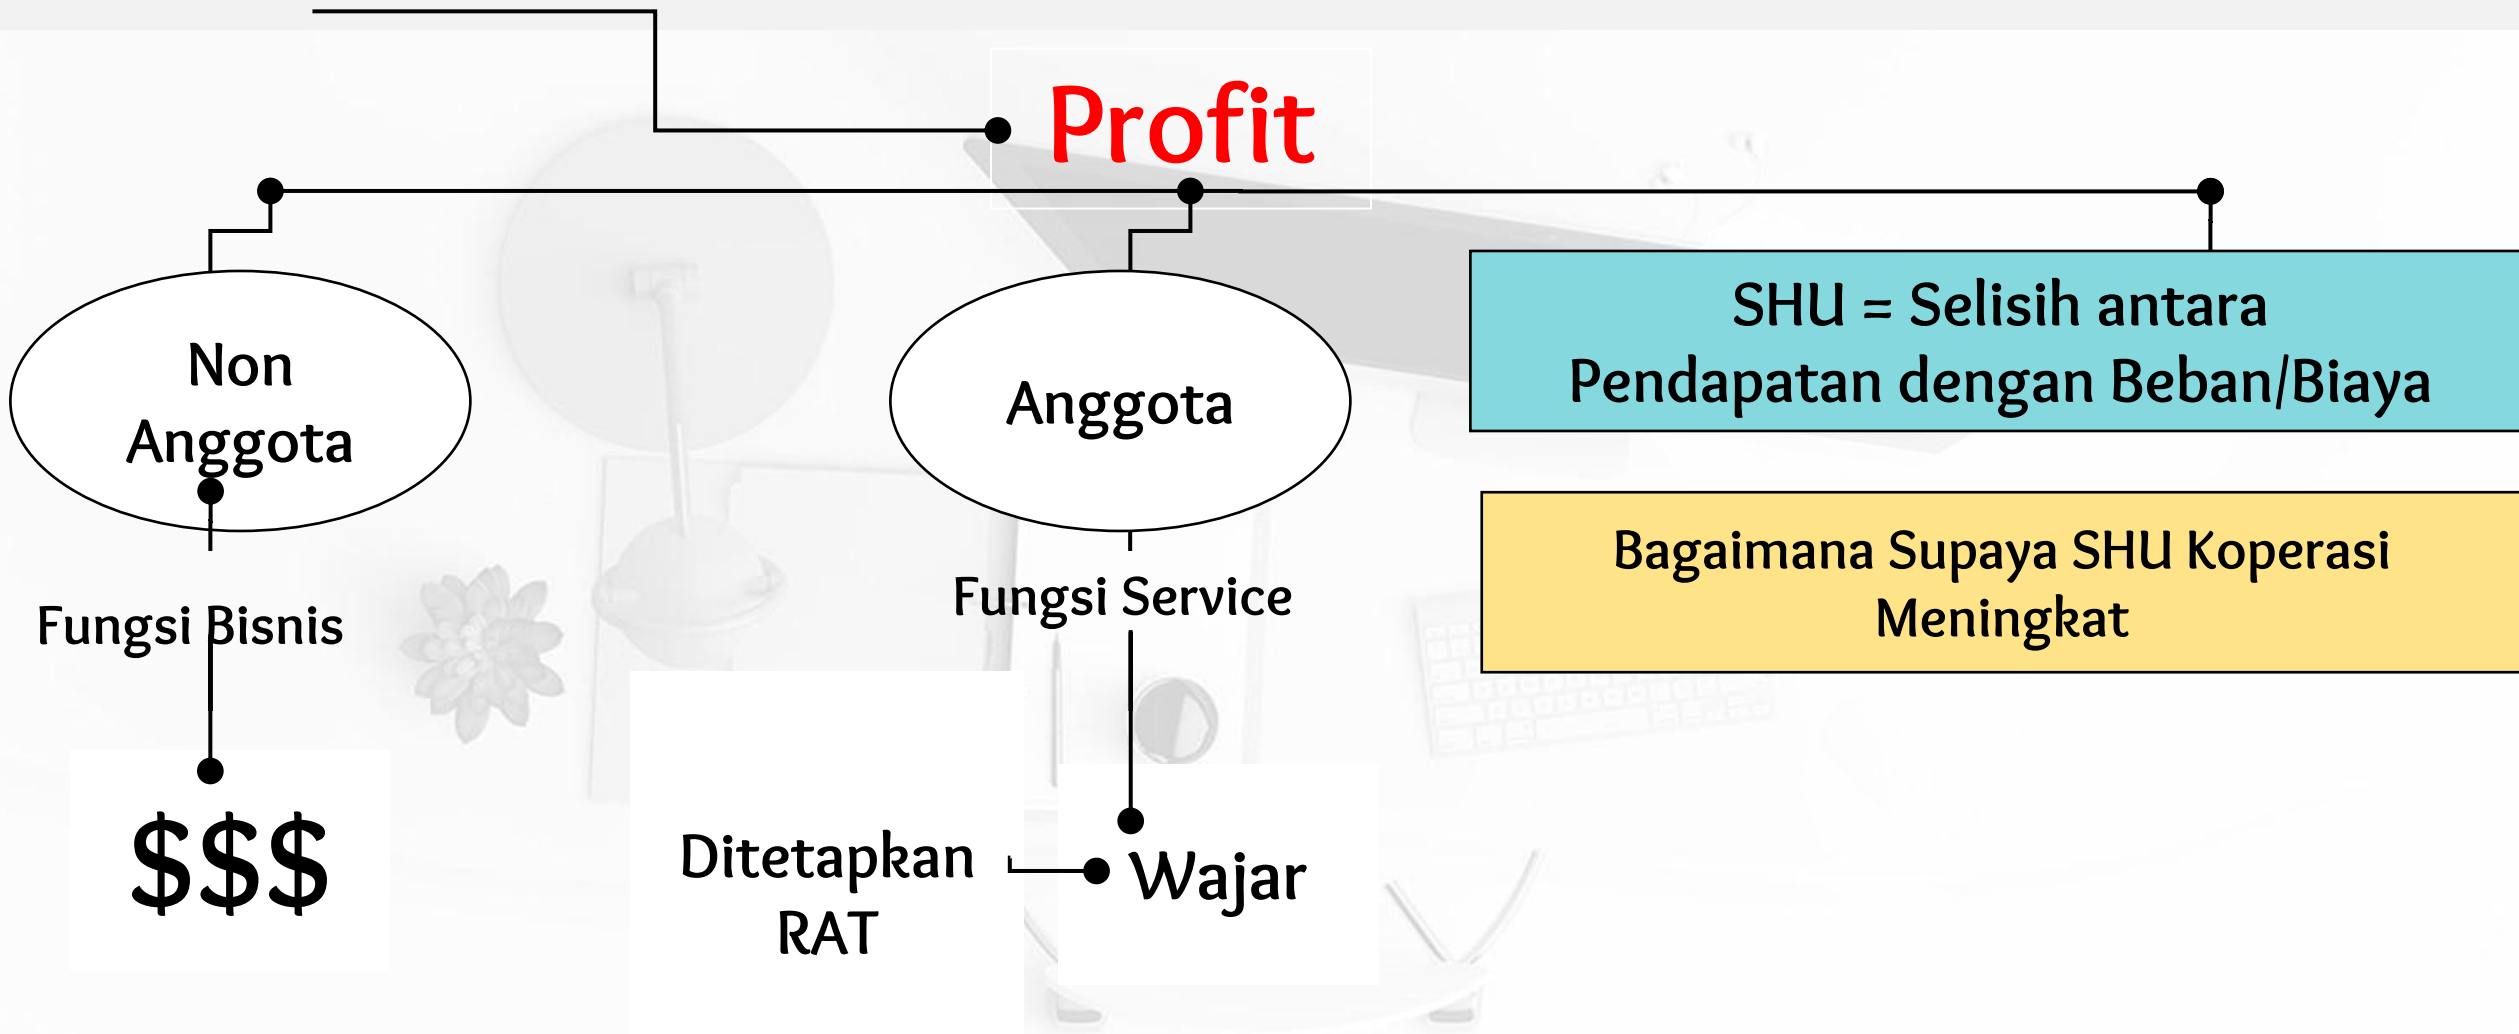 Profit
Non
Anggota
Fungsi Bisnis
$$$
Anggota
Fungsi Service
Ditetapkan
RAT
Wajar
SHU = Selisih antara
Pendapatan dengan Beban/Biaya
Bagaimana Supaya SHU Koperasi
Meningkat